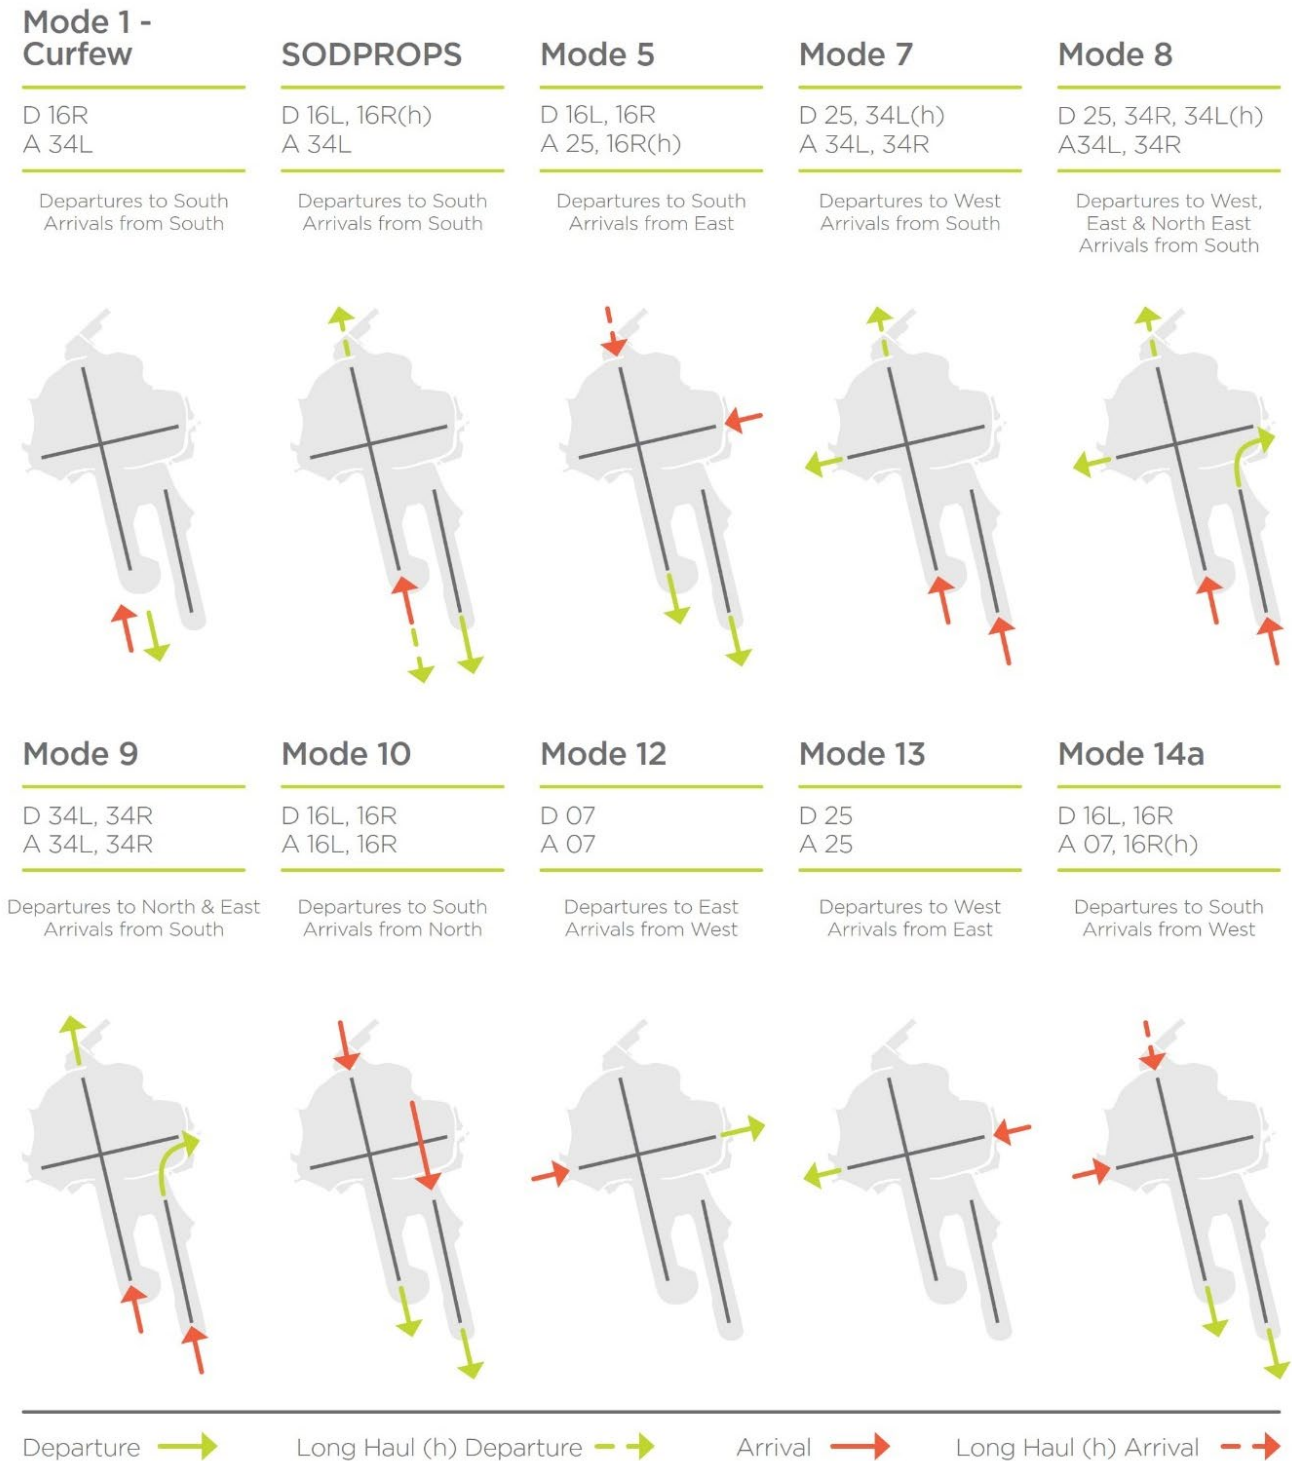 Mode 1 -
Curfew
D 16R
A 34L
Departures to South
Arrivals from South
SODPROPS
D 16L, 16R(h)
A 34L
Departures to South
Arrivals from South
Mode 5
D 16L, 16R
A 25, 16R(h)
Departures to South
Arrivals from East
Mode 7
D 25, 34L(h)
A 34L, 34R
Departures to West
Arrivals from South
Mode 8
D 25, 34R, 34L(h)
A34L, 34R
Departures to West,
East & North East
Arrivals from South
Mode 9
D 34L, 34R
A 34L, 34R
Departures to North & East
Arrivals from South
Mode 10
D 16L, 16R
A 16L, 16R
Departures to South
Arrivals from North
Mode 12
D 07
A 07
Departures to East
Arrivals from West
Mode 13
D 25
A 25
Departures to West
Arrivals from East
Mode 14a
D 16L, 16R
A 07, 16R(h)
Departures to South
Arrivals from West
Departure
Long Haul (h) Departure
Arrival
Long Haul (h) Arrival